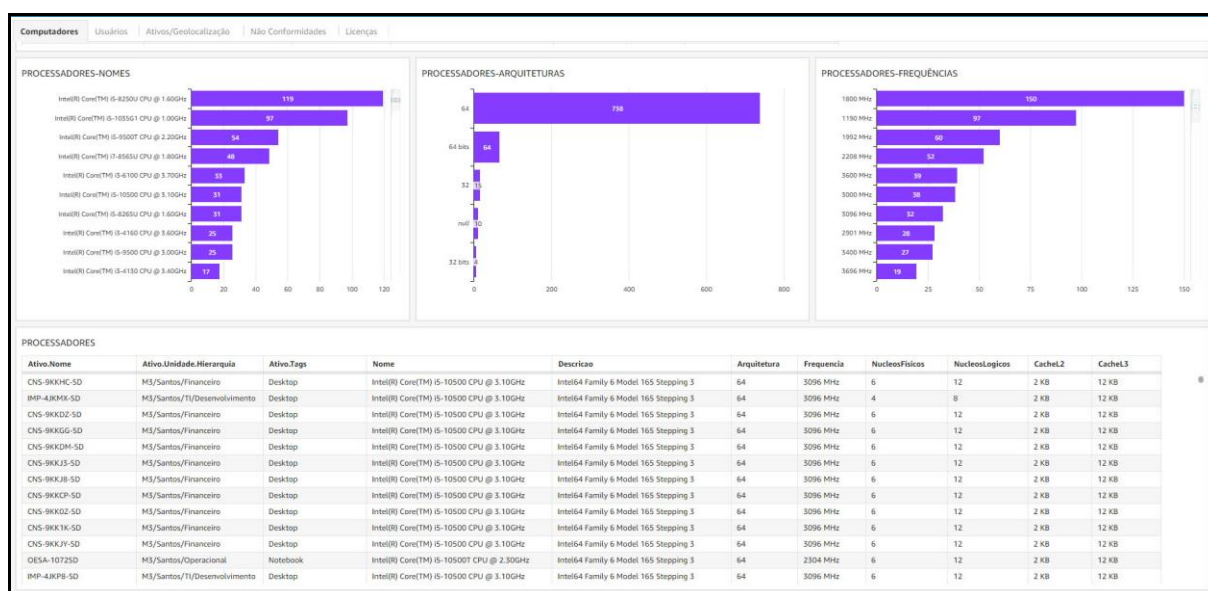 Computadores Usuários Ativos/Geolocalização Não Conformidades Licenças
PROCESSADORES-NOMES
Intel(R) Core(TM) i5-8250U CPU @ 1.60GHz 119
Intel(R) Core(TM) i5-1035G1 CPU @ 1.00GHz 97
Intel(R) Core(TM) i5-9500T CPU @ 2.20GHz 54
Intel(R) Core(TM) i7-8565U CPU @ 1.80GHz 48
Intel(R) Core(TM) i3-6100 CPU @ 3.70GHz 33
Intel(R) Core(TM) i5-10500 CPU @ 3.10GHz 31
Intel(R) Core(TM) i5-8265U CPU @ 1.60GHz 31
Intel(R) Core(TM) i3-4160 CPU @ 3.60GHz 25
Intel(R) Core(TM) i5-9500 CPU @ 3.00GHz 25
Intel(R) Core(TM) i3-4130 CPU @ 3.40GHz 17
0 20 40 60 80 100 120
PROCESSADORES-ARQUITETURAS
64 738
64 bits 64
32 15
null 10
32 bits 4
0 200 400 600 800
PROCESSADORES-FREQUÊNCIAS
1800 MHz 150
1190 MHz 97
1992 MHz 60
2208 MHz 52
3600 MHz 39
3000 MHz 38
3096 MHz 32
2901 MHz 28
3400 MHz 27
3696 MHz 19
0 25 50 75 100 125 150
PROCESSADORES
Ativo.Nome Ativo.Unidade.Hierarquia Ativo.Tags Nome Descricao Arquitetura Frequencia NucleosFisicos NucleosLogicos CacheL2 CacheL3
CNS-9KKHC-SD M3/Santos/Financeiro Desktop Intel(R) Core(TM) i5-10500 CPU @ 3.10GHz Intel64 Family 6 Model 165 Stepping 3 64 3096 MHz 6 12 2 KB 12 KB
IMP-4JKMX-SD M3/Santos/TI/Desenvolvimento Desktop Intel(R) Core(TM) i5-10500 CPU @ 3.10GHz Intel64 Family 6 Model 165 Stepping 3 64 3096 MHz 4 8 2 KB 12 KB
CNS-9KKDZ-SD M3/Santos/Financeiro Desktop Intel(R) Core(TM) i5-10500 CPU @ 3.10GHz Intel64 Family 6 Model 165 Stepping 3 64 3096 MHz 6 12 2 KB 12 KB
CNS-9KKGG-SD M3/Santos/Financeiro Desktop Intel(R) Core(TM) i5-10500 CPU @ 3.10GHz Intel64 Family 6 Model 165 Stepping 3 64 3096 MHz 6 12 2 KB 12 KB
CNS-9KKDM-SD M3/Santos/Financeiro Desktop Intel(R) Core(TM) i5-10500 CPU @ 3.10GHz Intel64 Family 6 Model 165 Stepping 3 64 3096 MHz 6 12 2 KB 12 KB
CNS-9KKJ3-SD M3/Santos/Financeiro Desktop Intel(R) Core(TM) i5-10500 CPU @ 3.10GHz Intel64 Family 6 Model 165 Stepping 3 64 3096 MHz 6 12 2 KB 12 KB
CNS-9KKJ8-SD M3/Santos/Financeiro Desktop Intel(R) Core(TM) i5-10500 CPU @ 3.10GHz Intel64 Family 6 Model 165 Stepping 3 64 3096 MHz 6 12 2 KB 12 KB
CNS-9KKCP-SD M3/Santos/Financeiro Desktop Intel(R) Core(TM) i5-10500 CPU @ 3.10GHz Intel64 Family 6 Model 165 Stepping 3 64 3096 MHz 6 12 2 KB 12 KB
CNS-9KK0Z-SD M3/Santos/Financeiro Desktop Intel(R) Core(TM) i5-10500 CPU @ 3.10GHz Intel64 Family 6 Model 165 Stepping 3 64 3096 MHz 6 12 2 KB 12 KB
CNS-9KK1K-SD M3/Santos/Financeiro Desktop Intel(R) Core(TM) i5-10500 CPU @ 3.10GHz Intel64 Family 6 Model 165 Stepping 3 64 3096 MHz 6 12 2 KB 12 KB
CNS-9KKJY-SD M3/Santos/Financeiro Desktop Intel(R) Core(TM) i5-10500 CPU @ 3.10GHz Intel64 Family 6 Model 165 Stepping 3 64 3096 MHz 6 12 2 KB 12 KB
OESA-1072SD M3/Santos/Operacional Notebook Intel(R) Core(TM) i5-10500T CPU @ 2.30GHz Intel64 Family 6 Model 165 Stepping 3 64 2304 MHz 6 12 2 KB 12 KB
IMP-4JKPB-SD M3/Santos/TI/Desenvolvimento Desktop Intel(R) Core(TM) i5-10500 CPU @ 3.10GHz Intel64 Family 6 Model 165 Stepping 3 64 3096 MHz 6 12 2 KB 12 KB